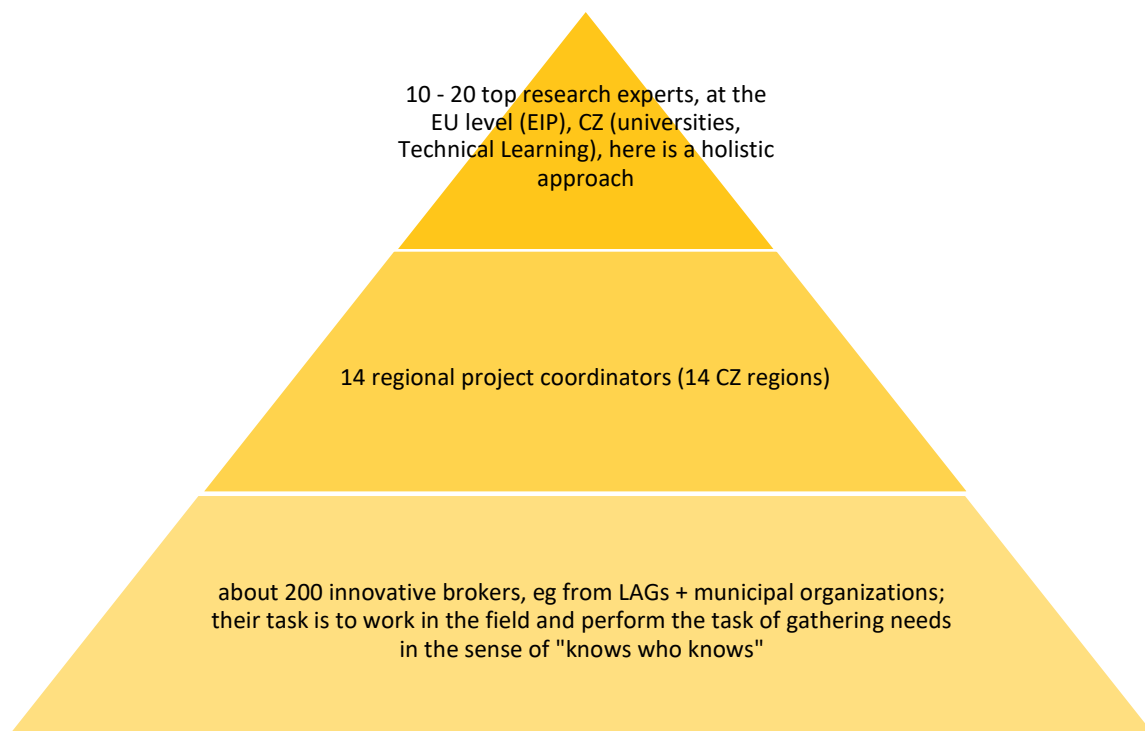 10 - 20 top research experts, at the
EU level (EIP), CZ (universities,
Technical Learning), here is a holistic
approach
14 regional project coordinators (14 CZ regions)
about 200 innovative brokers, eg from LAGs + municipal organizations;
their task is to work in the field and perform the task of gathering needs
in the sense of "knows who knows"